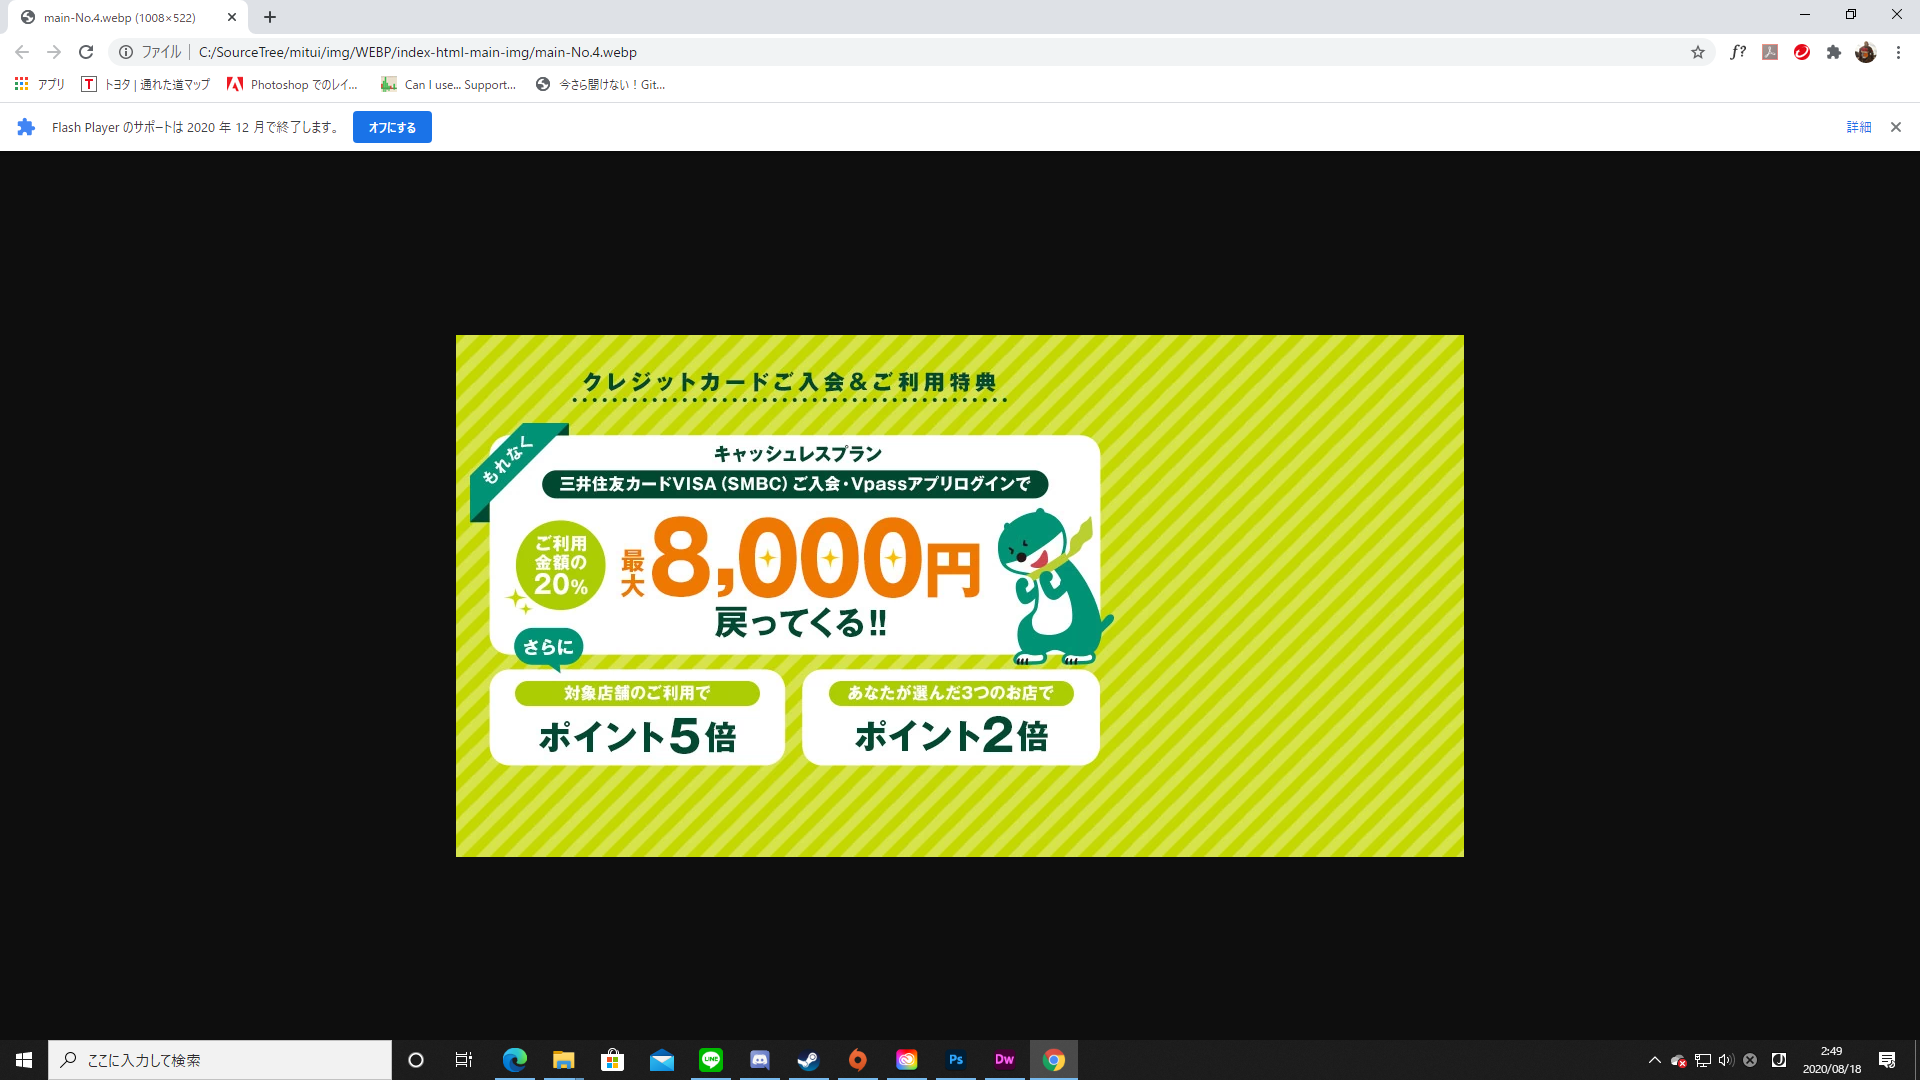 main-No.4.webp (1008×522)
ファイル
C:/SourceTree/mitui/img/WEBP/index-html-main-img/main-No.4.webp
f?
アプリ
T
トヨタ | 通れた道マップ
Photoshop でのレイ...
Can I use... Support...
今さら聞けない！Git...
Flash Player のサポートは 2020 年 12 月で終了します。
オフにする
詳細
クレジットカードご入会＆ご利用特典
もれなく
キャッシュレスプラン
三井住友カードVISA（SMBC）ご入会・Vpassアプリログインで
ご利用
金額の
20%
最大
8,000円
戻ってくる!!
さらに
対象店舗のご利用で
ポイント5倍
あなたが選んだ3つのお店で
ポイント2倍
ここに入力して検索
LINE
Ps
Dw
2:49
2020/08/18